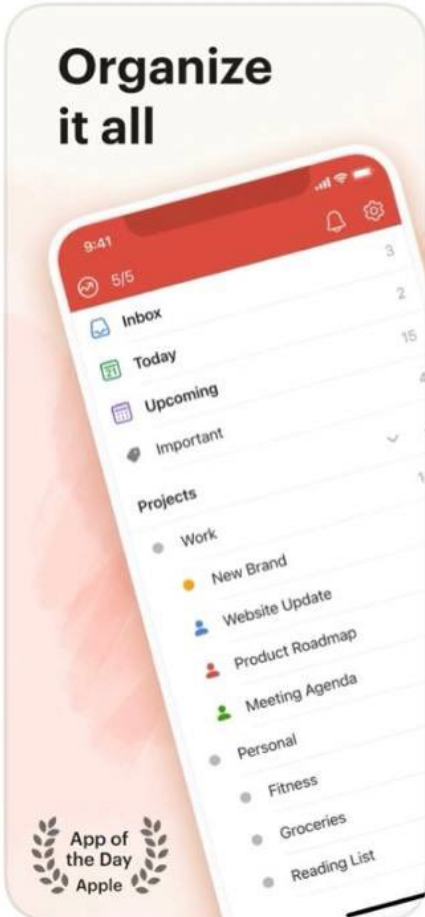 Organize
it all
9:41
5/5
Inbox 3
Today 2
Upcoming 15
Important
Projects
Work
New Brand
Website Update
Product Roadmap
Meeting Agenda
Personal
Fitness
Groceries
Reading List
21
App of
the Day
Apple